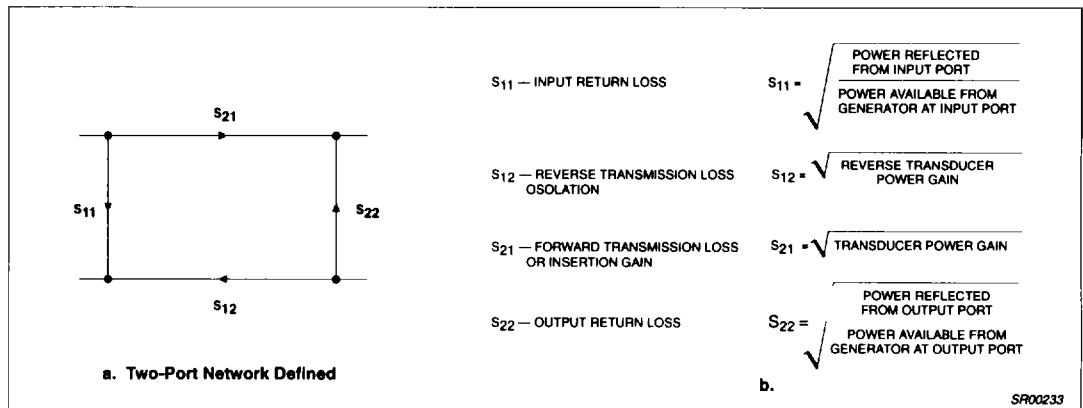 S21
S11
S22
S12
a. Two-Port Network Defined
S11 — INPUT RETURN LOSS
S11 = √ POWER REFLECTED
FROM INPUT PORT
POWER AVAILABLE FROM
GENERATOR AT INPUT PORT
S12 — REVERSE TRANSMISSION LOSS
OSOLATION
S12 = √ REVERSE TRANSDUCER
POWER GAIN
S21 — FORWARD TRANSMISSION LOSS
OR INSERTION GAIN
S21 = √ TRANSDUCER POWER GAIN
S22 — OUTPUT RETURN LOSS
S22 = √ POWER REFLECTED
FROM OUTPUT PORT
POWER AVAILABLE FROM
GENERATOR AT OUTPUT PORT
b.
SR00233